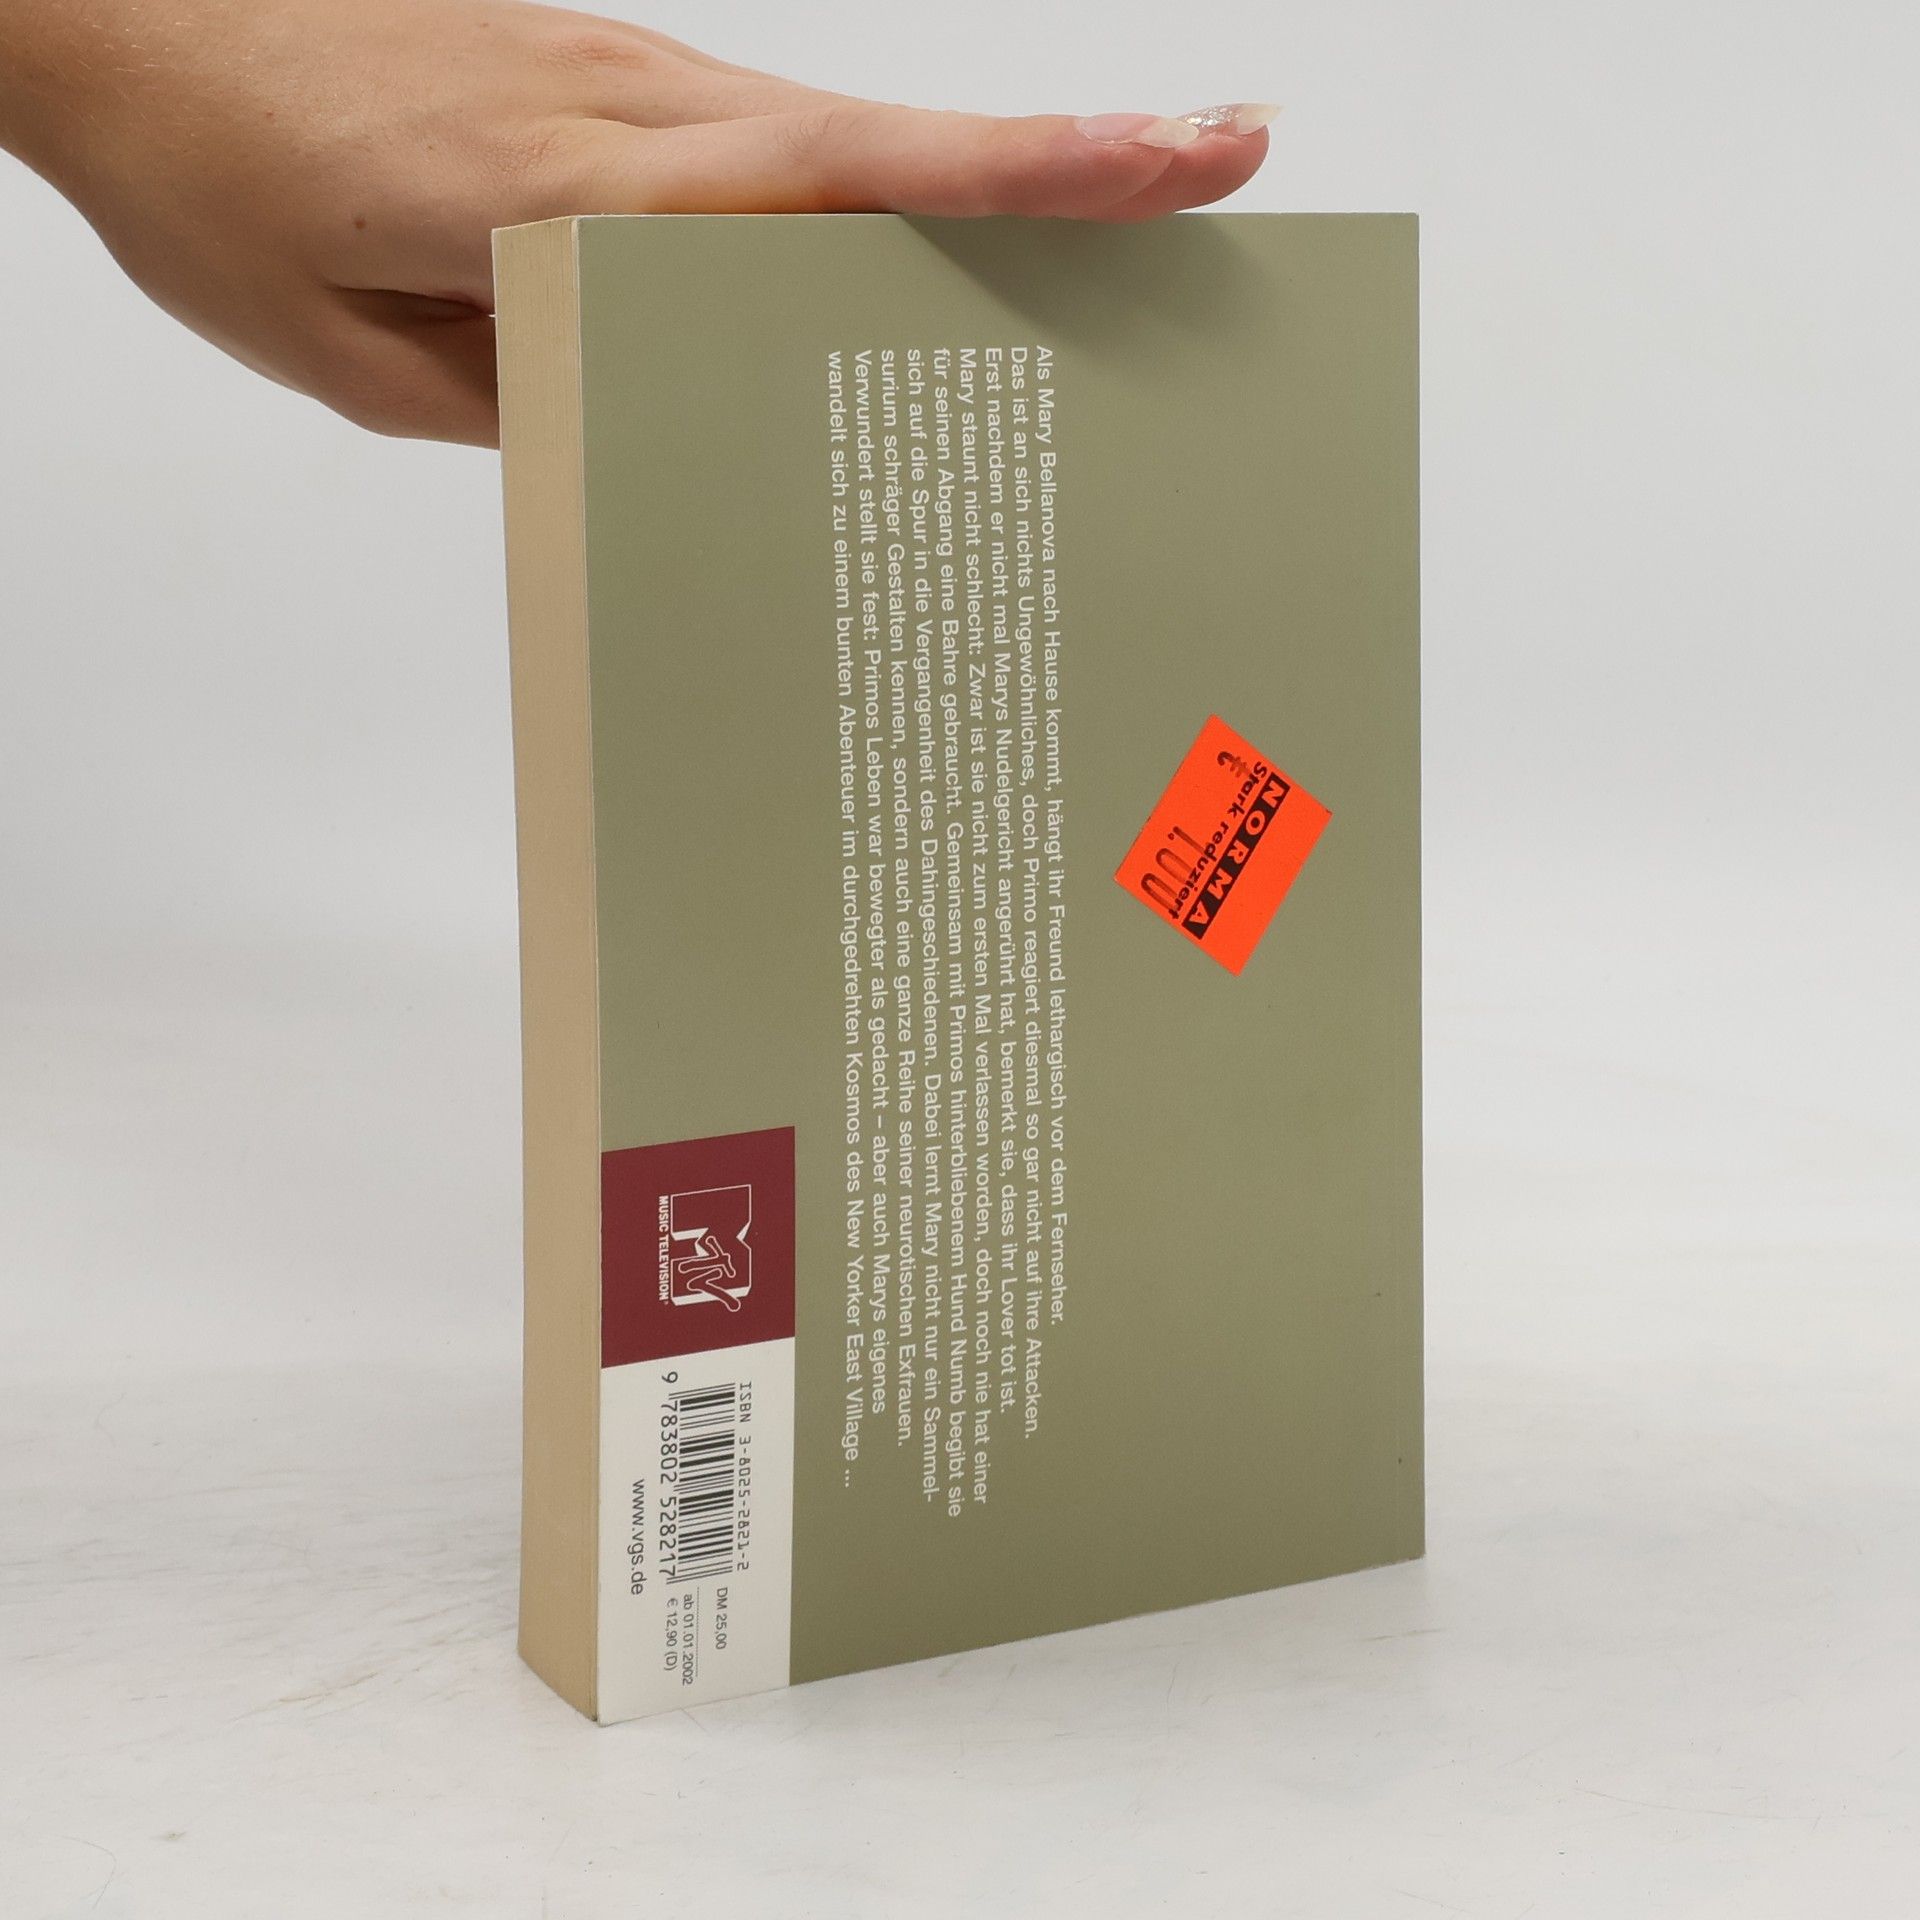 Als Mary Bellanova nach Hause kommt, hängt ihr Freund lethargisch vor dem Fernseher.
Das ist an sich nichts Ungewöhnliches, doch Primo reagiert diesmal so gar nicht auf ihre Attacken.
Erst nachdem er nicht mal Marys Nudelgericht angerührt hat, bemerkt sie, dass ihr Lover tot ist.
Mary staunt nicht schlecht: Zwar ist sie nicht zum ersten Mal verlassen worden, doch noch nie hat einer
für seinen Abgang eine Bahre gebraucht. Gemeinsam mit Primos hinterbliebenem Hund Numb begibt sie
sich auf die Spur in die Vergangenheit des Dahingeschiedenen. Dabei lernt Mary nicht nur ein Sammel-
surium schräger Gestalten kennen, sondern auch eine ganze Reihe seiner neurotischen Exfrauen.
Verwundert stellt sie fest: Primos Leben war bewegter als gedacht – aber auch Marys eigenes
wandelt sich zu einem bunten Abenteuer im durchgedrehten Kosmos des New Yorker East Village ...
NORMA
Stark reduziert
€ 1.00
MTV
MUSIC TELEVISION®
ISBN 3-8025-2821-2
9 783802 528217
DM 25,00
ab 01.01.2002
€ 12,90 (D)
www.vgs.de